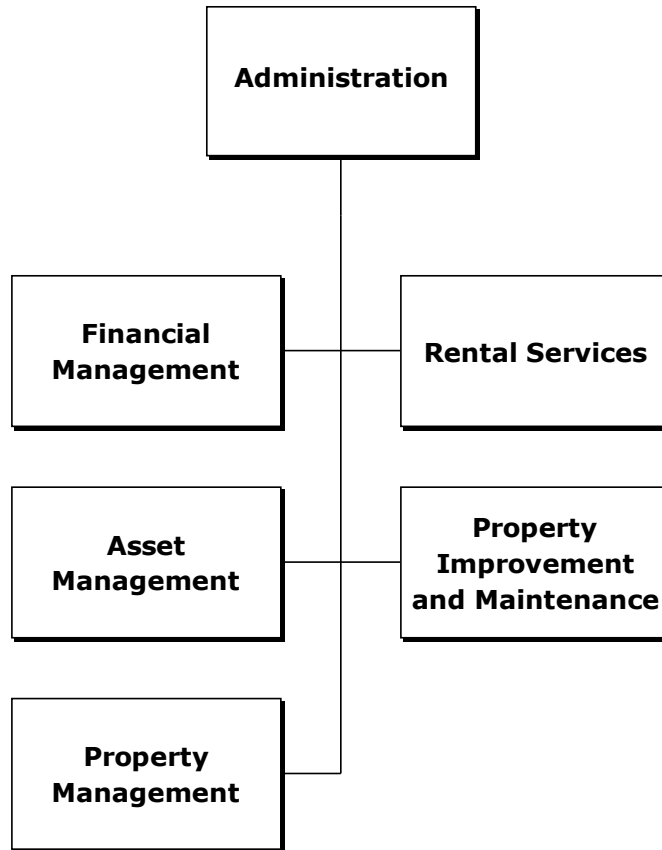 Administration
Financial
Management
Rental Services
Asset
Management
Property
Improvement
and Maintenance
Property
Management